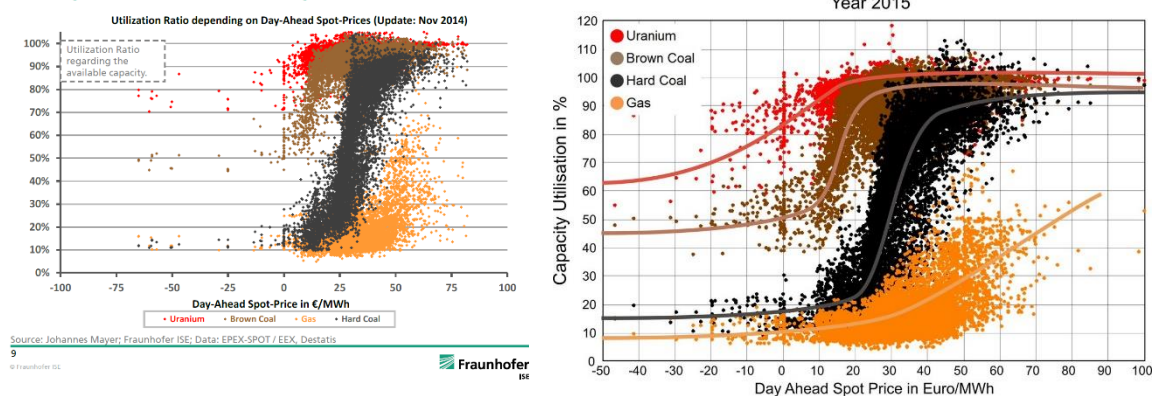 Utilization Ratio depending on Day-Ahead Spot-Prices (Update: Nov 2014)
Utilization Ratio
regarding the
available capacity.
100%
90%
80%
70%
60%
50%
40%
30%
20%
10%
0%
-100 -75 -50 -25 0 25 50 75 100
Day-Ahead Spot-Price in €/MWh
Uranium Brown Coal Gas Hard Coal
Source: Johannes Mayer; Fraunhofer ISE; Data: EPEX-SPOT / EEX, Destatis
9
© Fraunhofer ISE
Fraunhofer
ISE
Year 2015
Uranium
Brown Coal
Hard Coal
Gas
Capacity Utilisation in %
120
110
100
90
80
70
60
50
40
30
20
10
0
-50 -40 -30 -20 -10 0 10 20 30 40 50 60 70 80 90 100
Day Ahead Spot Price in Euro/MWh